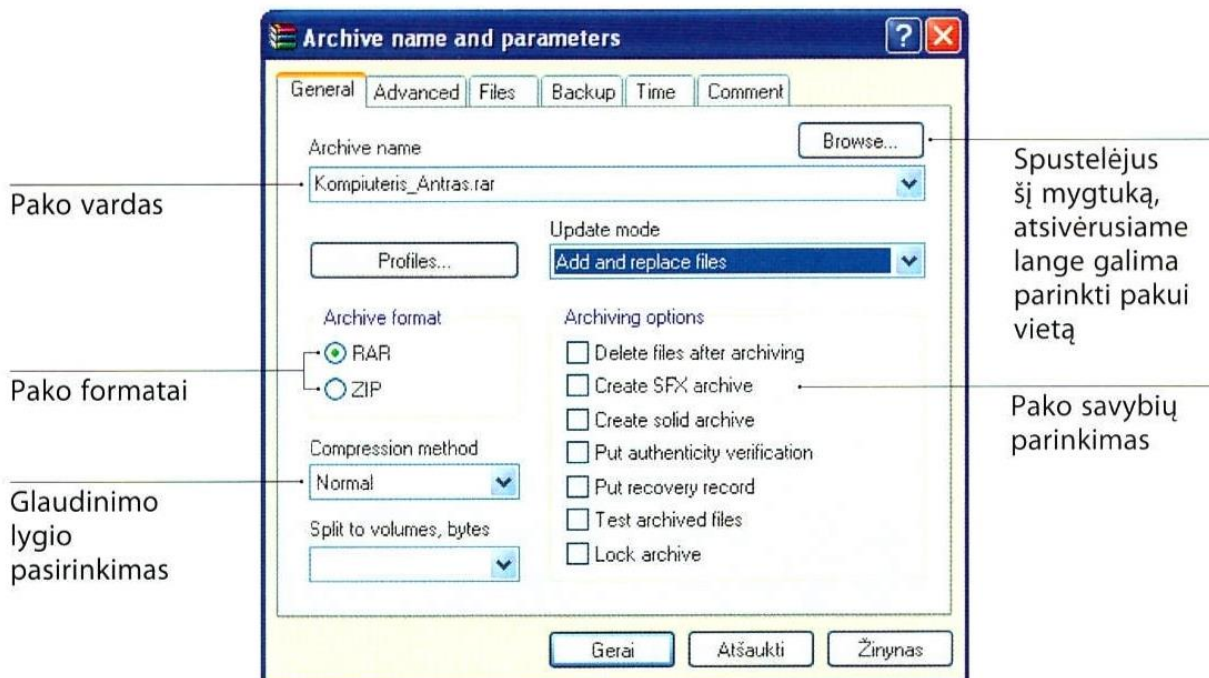 Archive name and parameters
General Advanced Files Backup Time Comment
Browse...
Archive name
Kompiuteris_Antras.rar
Update mode
Profiles...
Add and replace files
Archive format
RAR
ZIP
Compression method
Normal
Split to volumes, bytes
Archiving options
Delete files after archiving
Create SFX archive
Create solid archive
Put authenticity verification
Put recovery record
Test archived files
Lock archive
Gerai Atšaukti Žinynas
Pako vardas
Pako formatai
Glaudinimo
lygio
pasirinkimas
Spustelėjus
šį mygtuką,
atsivėrusiame
lange galima
parinkti pakui
vietą
Pako savybių
parinkimas